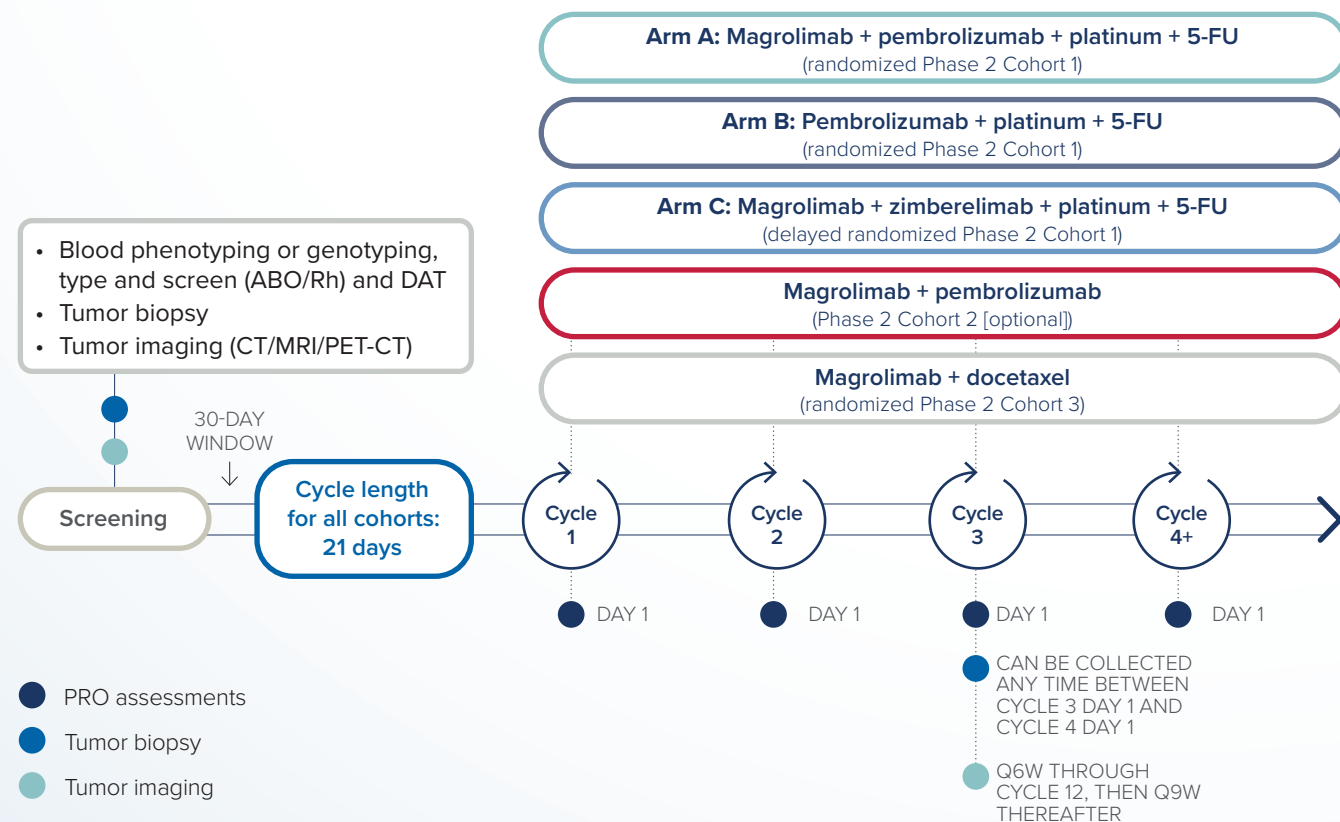 Arm A: Magrolimab + pembrolizumab + platinum + 5-FU
(randomized Phase 2 Cohort 1)
Arm B: Pembrolizumab + platinum + 5-FU
(randomized Phase 2 Cohort 1)
Arm C: Magrolimab + zimberelimab + platinum + 5-FU
(delayed randomized Phase 2 Cohort 1)
Magrolimab + pembrolizumab
(Phase 2 Cohort 2 [optional])
Magrolimab + docetaxel
(randomized Phase 2 Cohort 3)
• Blood phenotyping or genotyping,
type and screen (ABO/Rh) and DAT
• Tumor biopsy
• Tumor imaging (CT/MRI/PET-CT)
30-DAY
WINDOW
Screening
Cycle length
for all cohorts:
21 days
Cycle
1
Cycle
2
Cycle
3
Cycle
4+
DAY 1
DAY 1
DAY 1
DAY 1
CAN BE COLLECTED
ANY TIME BETWEEN
CYCLE 3 DAY 1 AND
CYCLE 4 DAY 1
Q6W THROUGH
CYCLE 12, THEN Q9W
THEREAFTER
PRO assessments
Tumor biopsy
Tumor imaging